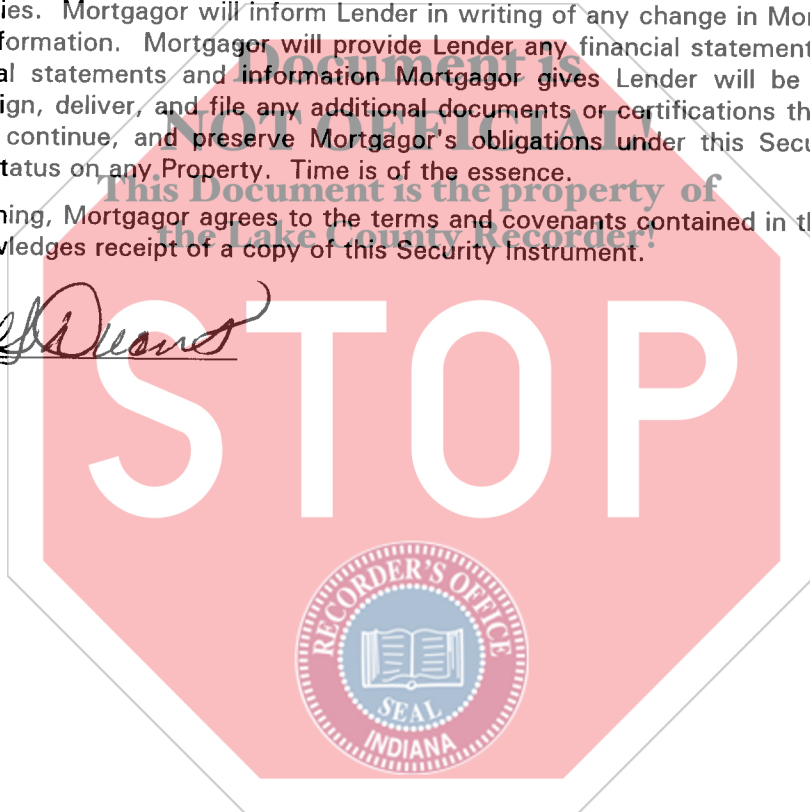 ies. Mortgagor will inform Lender in writing of any change in Mor
formation. Mortgagor will provide Lender any financial statement
al statements and information Mortgagor gives Lender will be
ign, deliver, and file any additional documents or certifications th
continue, and preserve Mortgagor's obligations under this Secu
tatus on any Property. Time is of the essence.
ning, Mortgagor agrees to the terms and covenants contained in th
wledges receipt of a copy of this Security Instrument.
Document is
NOT OFFICIAL!
This Document is the property of
the Lake County Recorder!
STOP
RECORDER'S OFFICE
SEAL
INDIANA